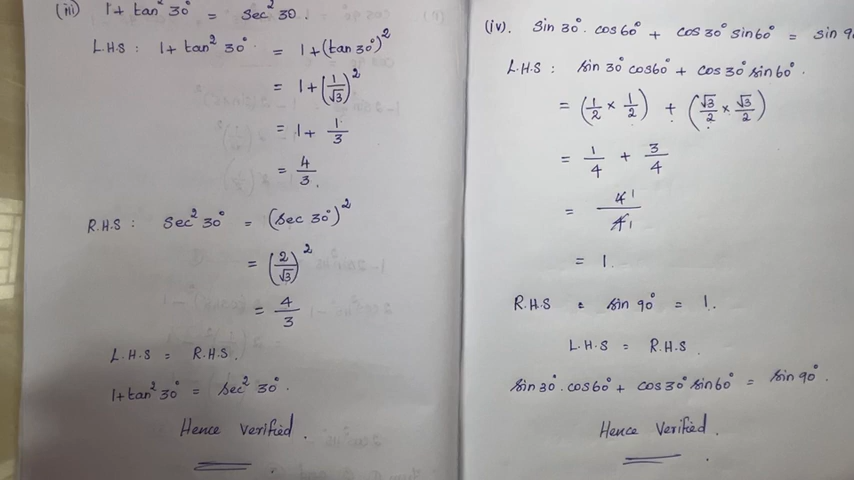 (iii) 1 + tan² 30° = sec² 30.
L.H.S : 1 + tan² 30° = 1 + (tan 30°)²
= 1 + (1/√3)²
= 1 + 1/3
= 4/3.
R.H.S : Sec² 30° = (sec 30°)²
= (2/√3)²
= 4/3
L.H.S = R.H.S.
1 + tan² 30° = sec² 30°.
Hence Verified.
(iv). Sin 30° . cos 60° + cos 30° sin 60° = sin
L.H.S : sin 30° cos 60° + cos 30° sin 60°.
= (1/2 × 1/2) + (√3/2 × √3/2)
= 1/4 + 3/4
= 4 1 / 4 1
= 1.
R.H.S : sin 90° = 1.
L.H.S = R.H.S
sin 30° . cos 60° + cos 30° sin 60° = sin 90°.
Hence Verified.